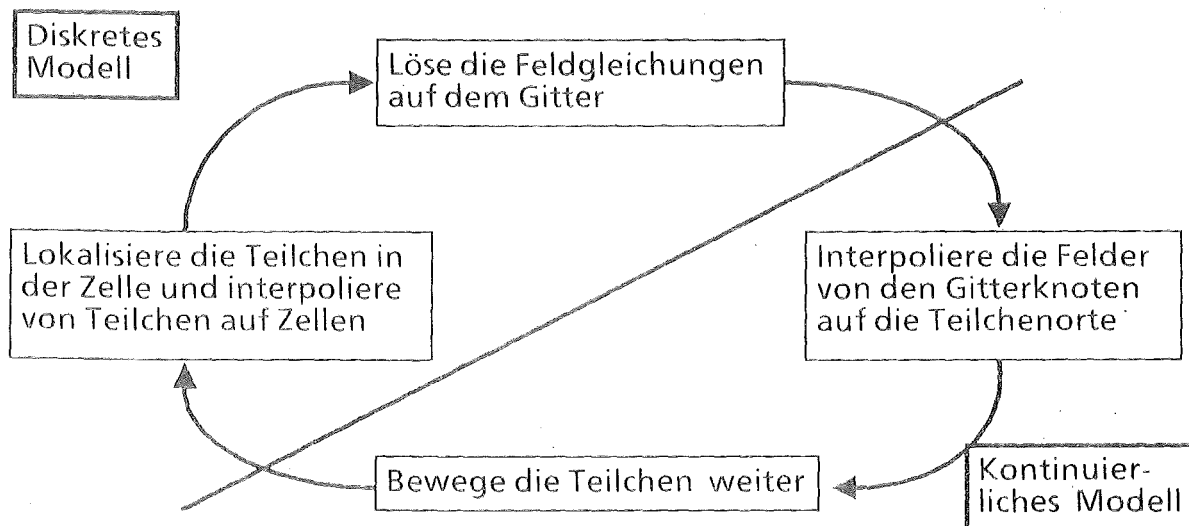 Diskretes
Modell
Löse die Feldgleichungen
auf dem Gitter
Lokalisiere die Teilchen in
der Zelle und interpoliere
von Teilchen auf Zellen
Interpoliere die Felder
von den Gitterknoten
auf die Teilchenorte
Bewege die Teilchen weiter
Kontinuier-
liches Modell